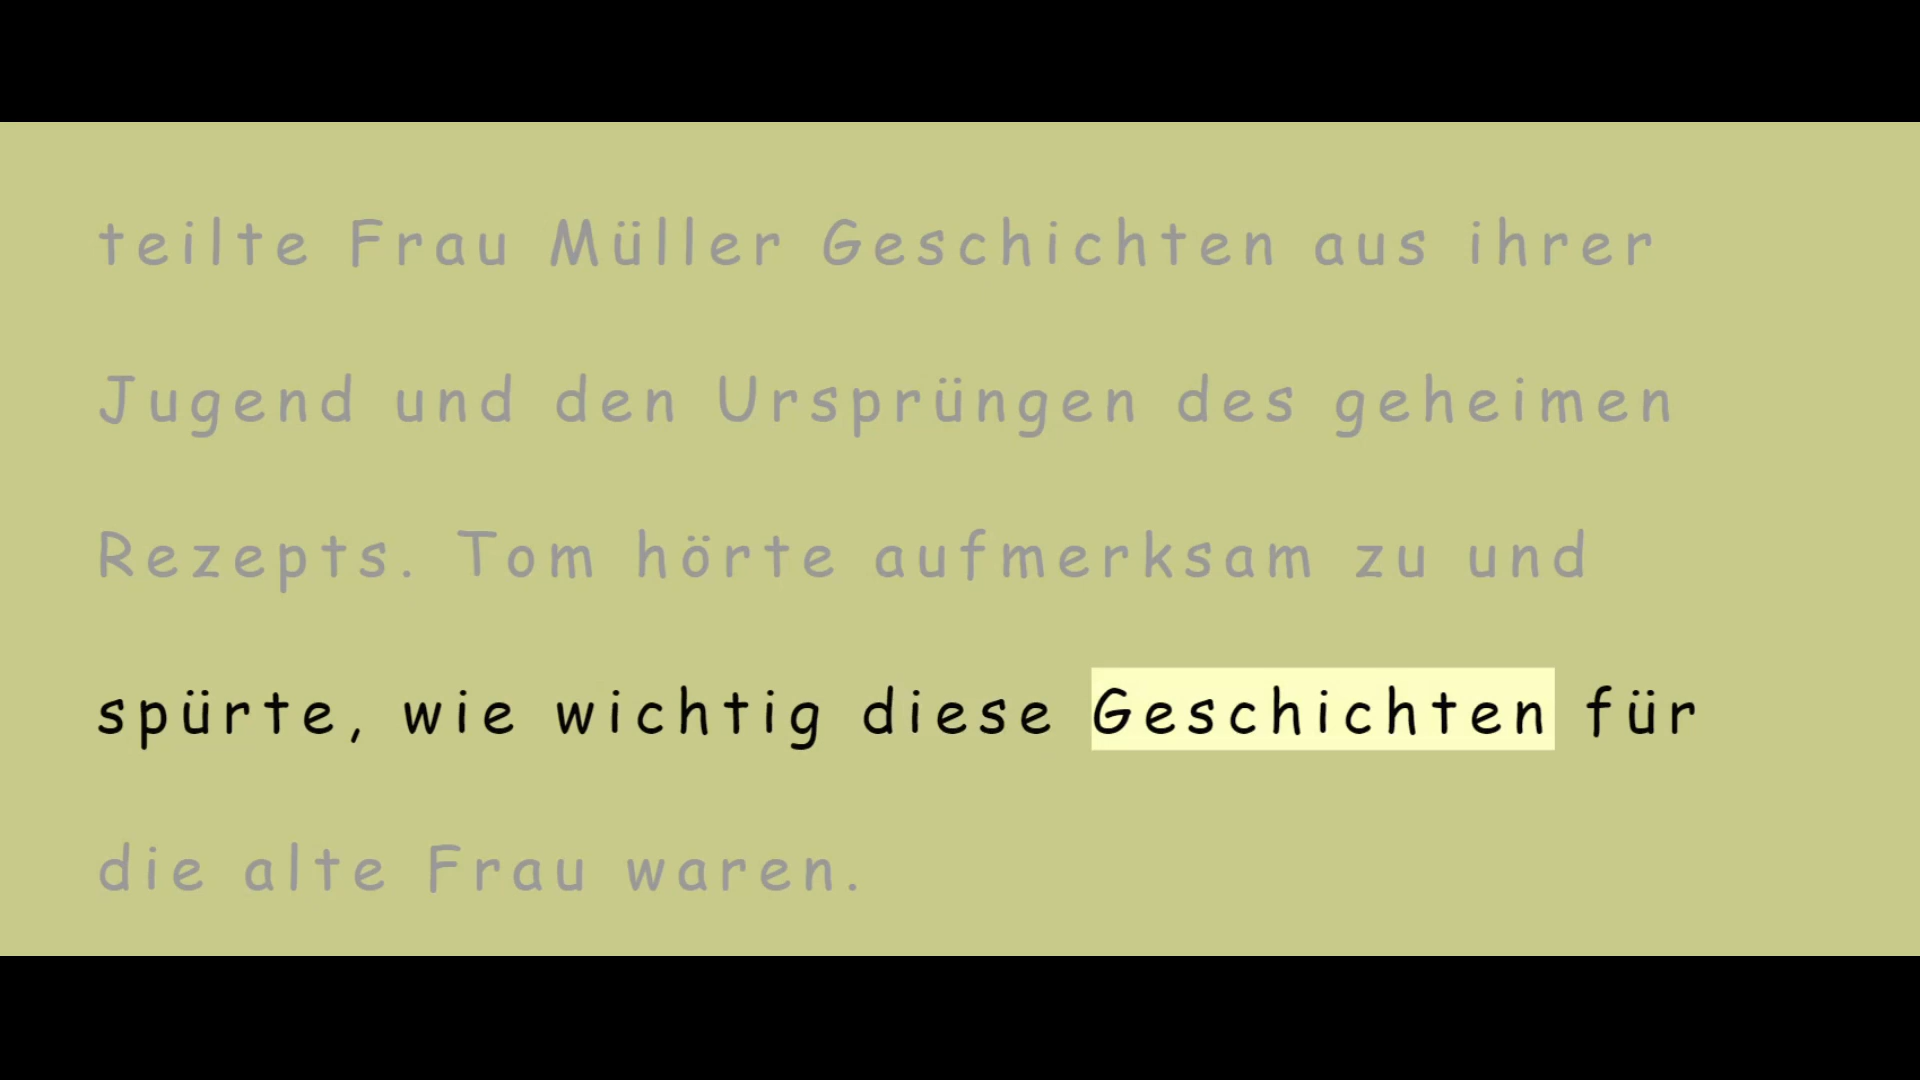 teilte Frau Müller Geschichten aus ihrer
Jugend und den Ursprüngen des geheimen
Rezepts. Tom hörte aufmerksam zu und
spürte, wie wichtig diese Geschichten für
die alte Frau waren.